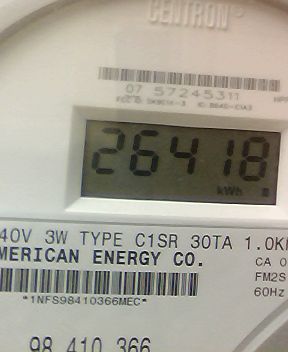 CENTRON®
07 57245311
26418
kWh
40V 3W TYPE C1SR 30TA 1.0K
MERICAN ENERGY CO.
CA 0
FM2S
60Hz
*1NFS98410366MEC*
98 410 366